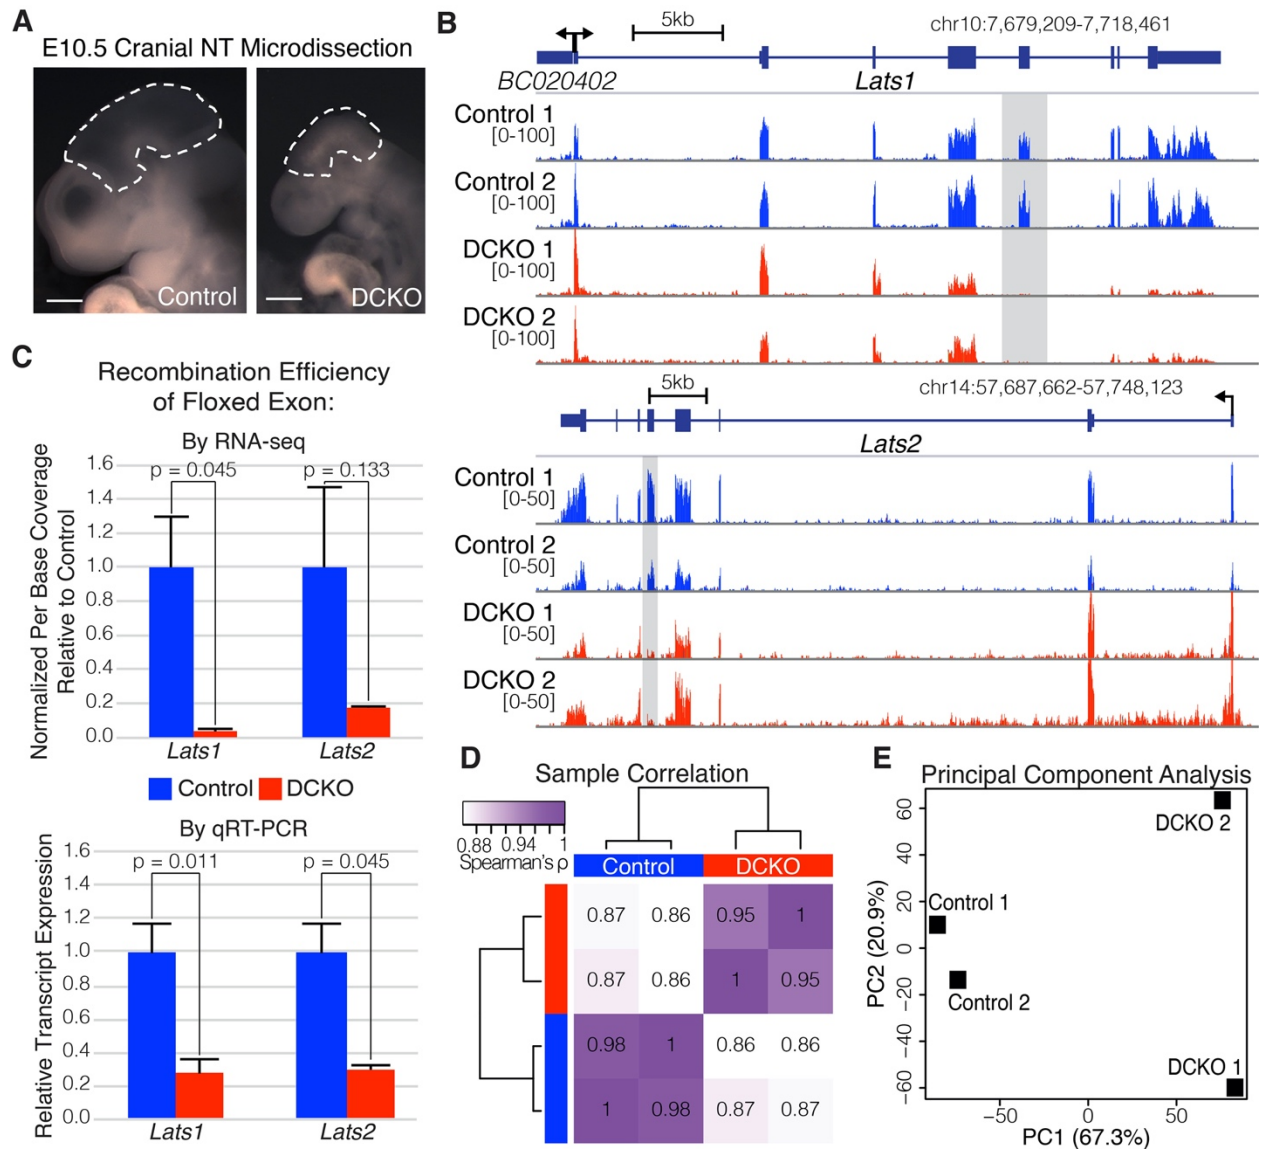 A
E10.5 Cranial NT Microdissection
Control
DCKO
B
5kb
chr10:7,679,209-7,718,461
BC020402
Lats1
Control 1
[0-100]
Control 2
[0-100]
DCKO 1
[0-100]
DCKO 2
[0-100]
5kb
chr14:57,687,662-57,748,123
Lats2
Control 1
[0-50]
Control 2
[0-50]
DCKO 1
[0-50]
DCKO 2
[0-50]
C
Recombination Efficiency
of Floxed Exon:
By RNA-seq
Normalized Per Base Coverage
Relative to Control
1.6
1.4
1.2
1.0
0.8
0.6
0.4
0.2
0.0
p = 0.045
p = 0.133
Lats1
Lats2
Control
DCKO
By qRT-PCR
Relative Transcript Expression
1.6
1.4
1.2
1.0
0.8
0.6
0.4
0.2
0.0
p = 0.011
p = 0.045
Lats1
Lats2
D
Sample Correlation
0.88 0.94 1
Spearman's ρ
Control
DCKO
0.87 0.86 0.95 1
0.87 0.86 1 0.95
0.98 1 0.86 0.86
1 0.98 0.87 0.87
E
Principal Component Analysis
PC2 (20.9%)
60
40
20
0
−20
−40
−60
DCKO 2
Control 1
Control 2
DCKO 1
−50 0 50
PC1 (67.3%)